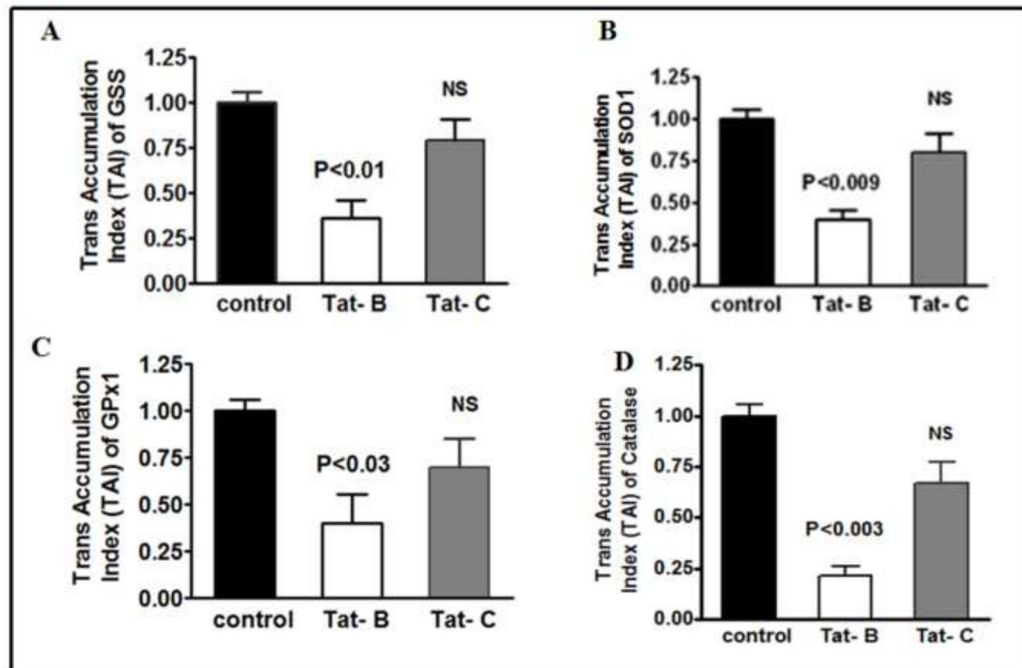 A
Trans Accumulation
Index (TAI) of GSS
1.25
1.00
0.75
0.50
0.25
0.00
P<0.01
NS
control
Tat- B
Tat- C
B
Trans Accumulation
Index (TAI) of SOD1
1.25
1.00
0.75
0.50
0.25
0.00
P<0.009
NS
control
Tat- B
Tat- C
C
Trans Accumulation
Index (TAI) of GPx1
1.25
1.00
0.75
0.50
0.25
0.00
P<0.03
NS
control
Tat- B
Tat- C
D
Trans Accumulation
Index (TAI) of Catalase
1.25
1.00
0.75
0.50
0.25
0.00
P<0.003
NS
control
Tat- B
Tat- C